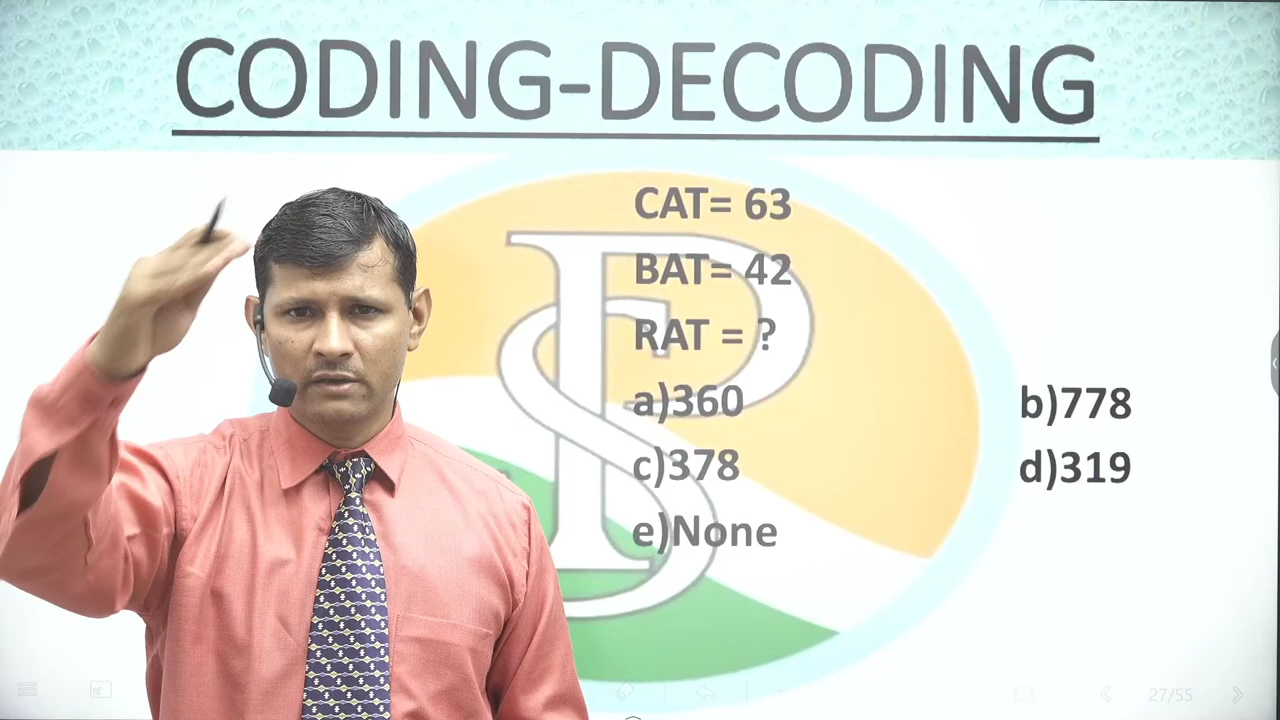 CODING-DECODING
CAT= 63
BAT= 42
RAT = ?
a)360 b)778
c)378 d)319
e)None
27/55